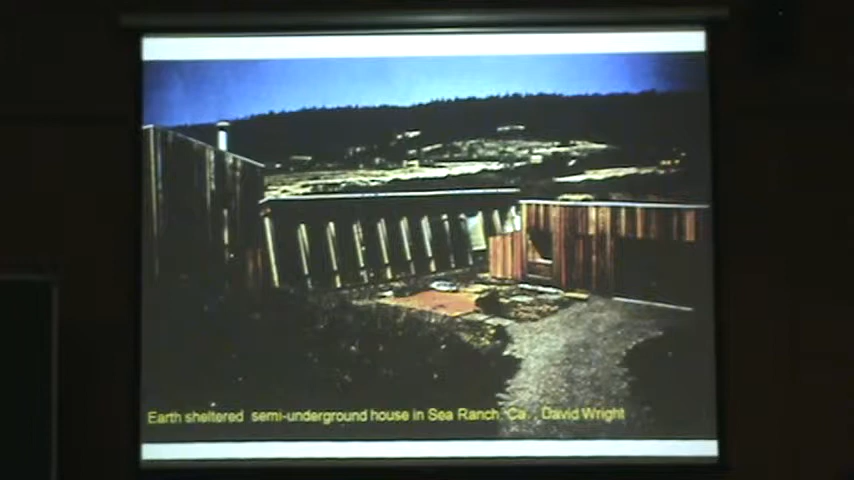 Earth sheltered semi-underground house in Sea Ranch, Ca. , David Wright